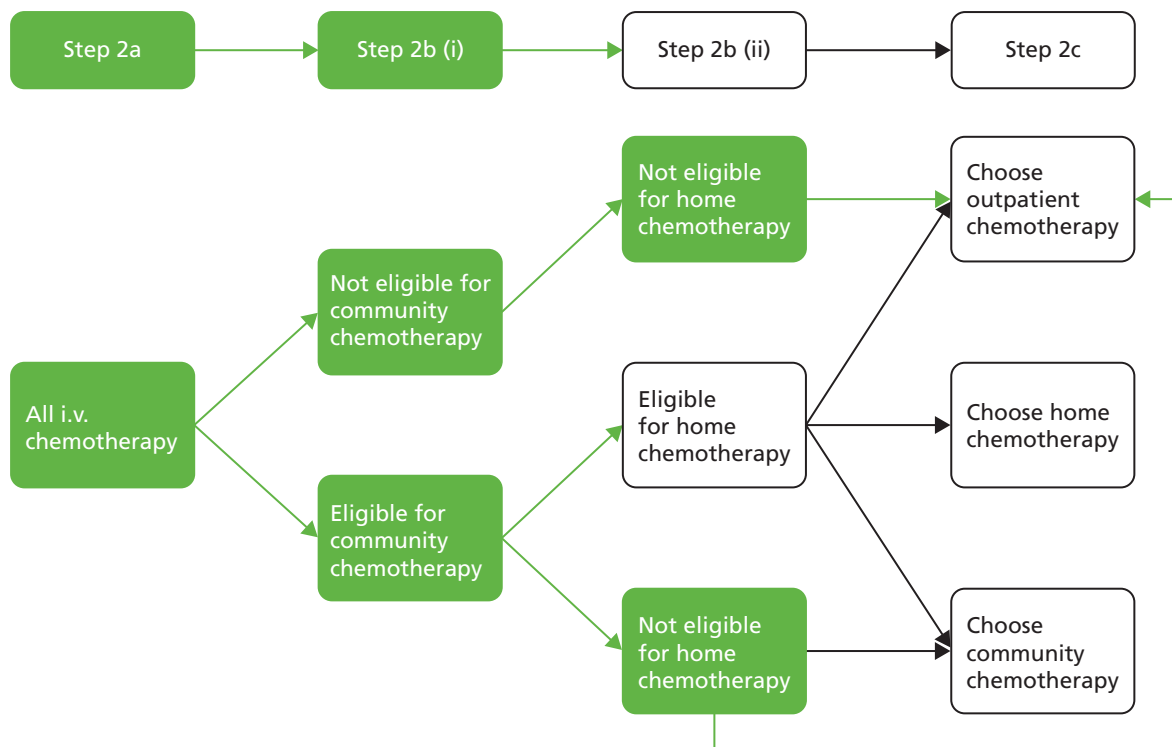 Step 2a
Step 2b (i)
Step 2b (ii)
Step 2c
All i.v.
chemotherapy
Not eligible for
community
chemotherapy
Eligible for
community
chemotherapy
Not eligible
for home
chemotherapy
Eligible
for home
chemotherapy
Not eligible
for home
chemotherapy
Choose
outpatient
chemotherapy
Choose home
chemotherapy
Choose
community
chemotherapy